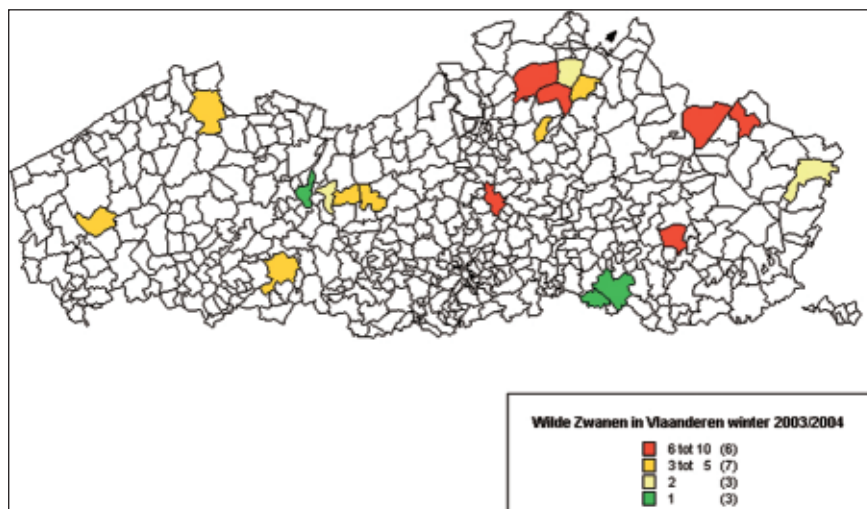 Wilde Zwanen in Vlaanderen winter 2003/2004
6 tot 10 (6)
3 tot 5 (7)
2 (3)
1 (3)